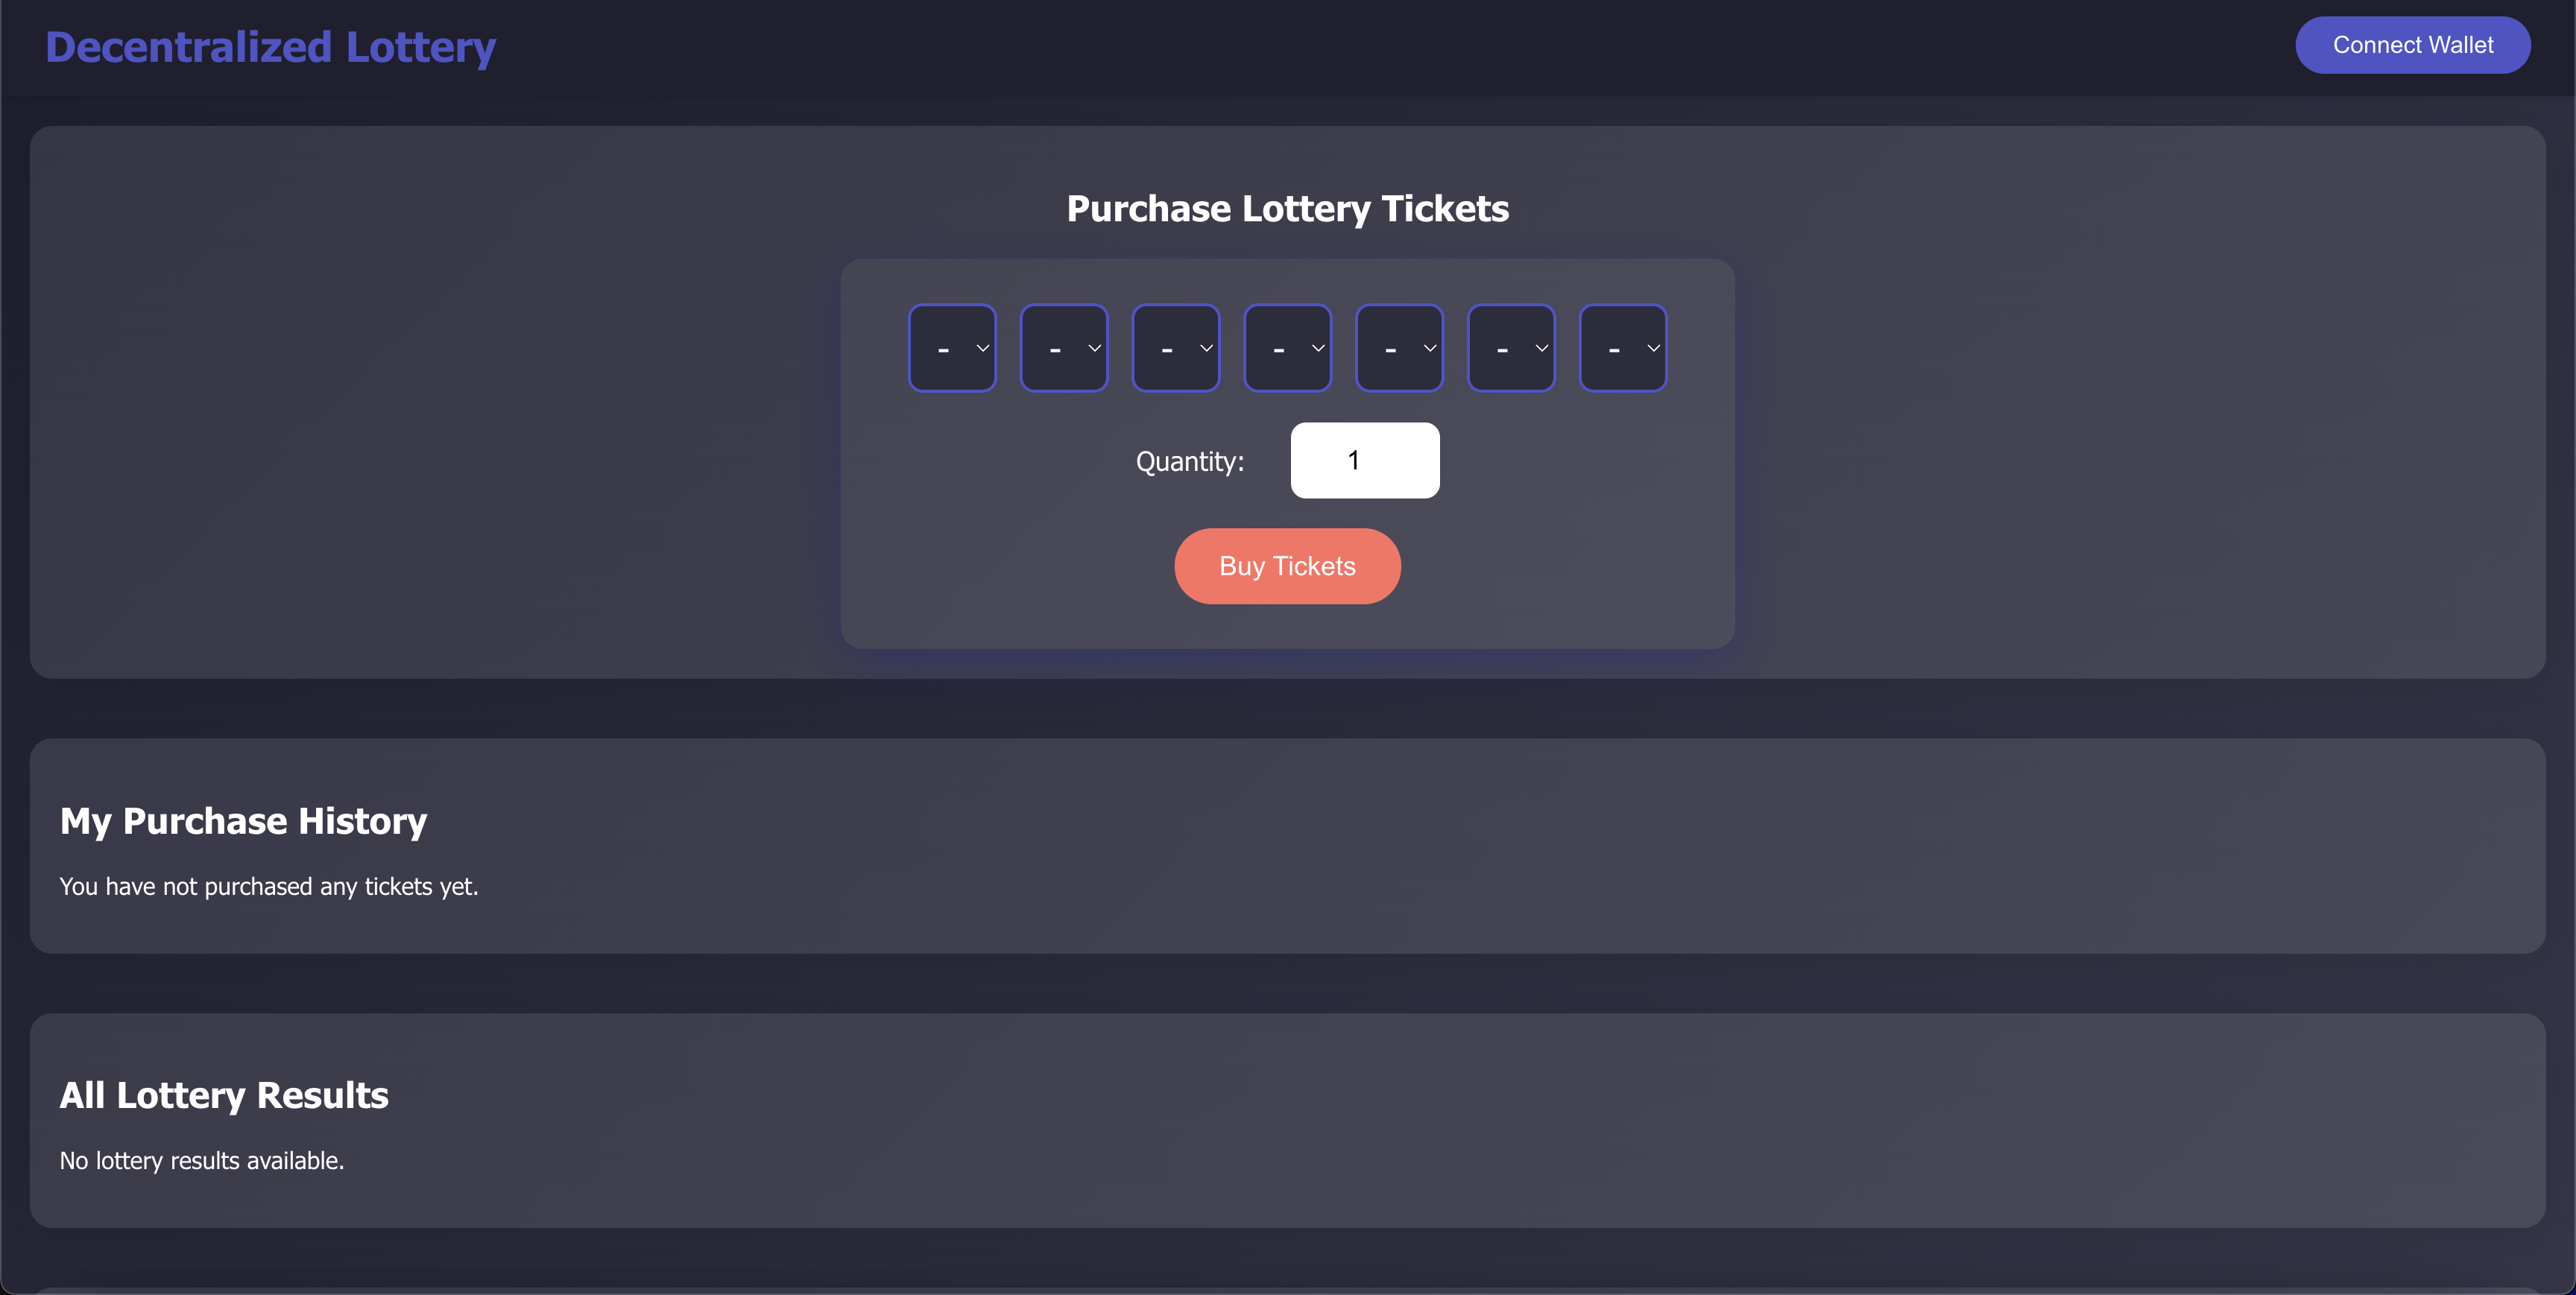 Decentralized Lottery
Connect Wallet
Purchase Lottery Tickets
- - - - - - -
Quantity: 1
Buy Tickets
My Purchase History
You have not purchased any tickets yet.
All Lottery Results
No lottery results available.